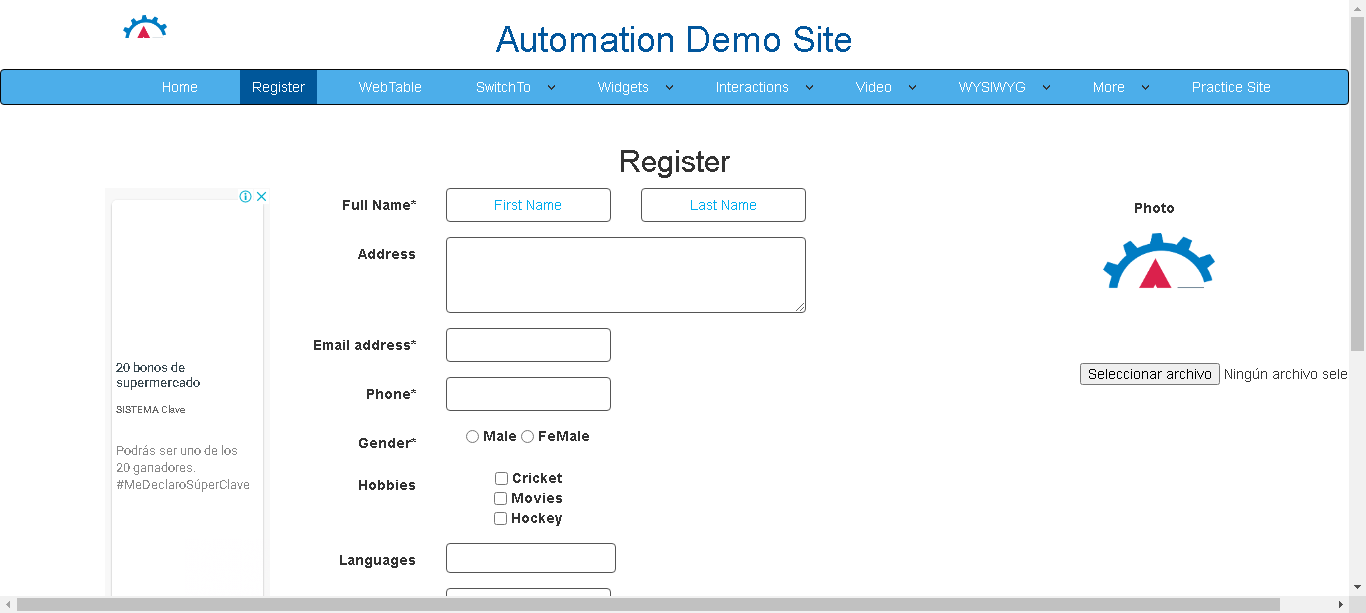 Automation Demo Site
Home Register WebTable SwitchTo Widgets Interactions Video WYSIWYG More Practice Site
Register
20 bonos de
supermercado
SISTEMA Clave
Podrás ser uno de los
20 ganadores.
#MeDeclaroSúperClave
Full Name* First Name Last Name
Address
Email address*
Phone*
Gender* Male FeMale
Hobbies Cricket
Movies
Hockey
Languages
Photo
Seleccionar archivo Ningún archivo sele